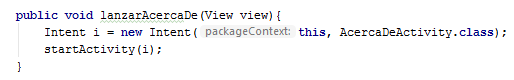 public void lanzarAcercaDe(View view){
Intent i = new Intent( packageContext: this, AcercaDeActivity.class);
startActivity(i);
}